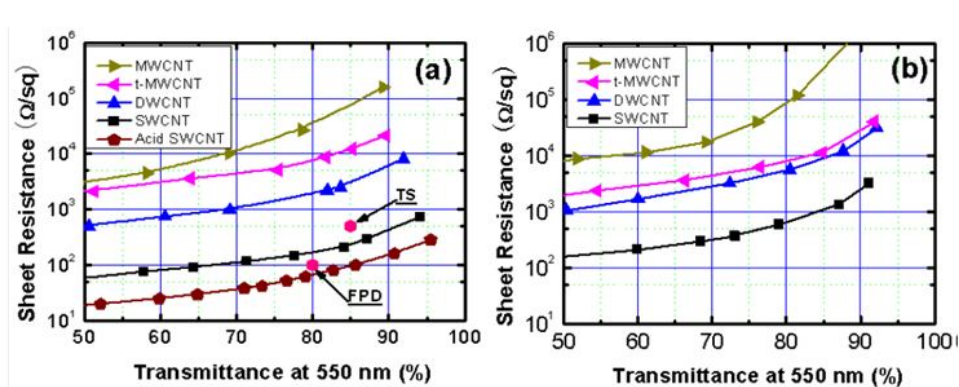 (a)
MWCNT
t-MWCNT
DWCNT
SWCNT
Acid SWCNT
TS
FPD
Sheet Resistance (Ω/sq)
10^6
10^5
10^4
10^3
10^2
10^1
50 60 70 80 90 100
Transmittance at 550 nm (%)
(b)
MWCNT
t-MWCNT
DWCNT
SWCNT
Sheet Resistance (Ω/sq)
10^6
10^5
10^4
10^3
10^2
10^1
50 60 70 80 90 100
Transmittance at 550 nm (%)